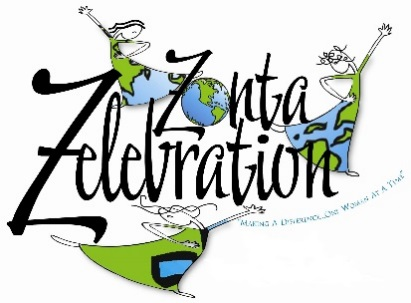 Zonta
Zelebration
"Making a Difference...One Woman at a Time"